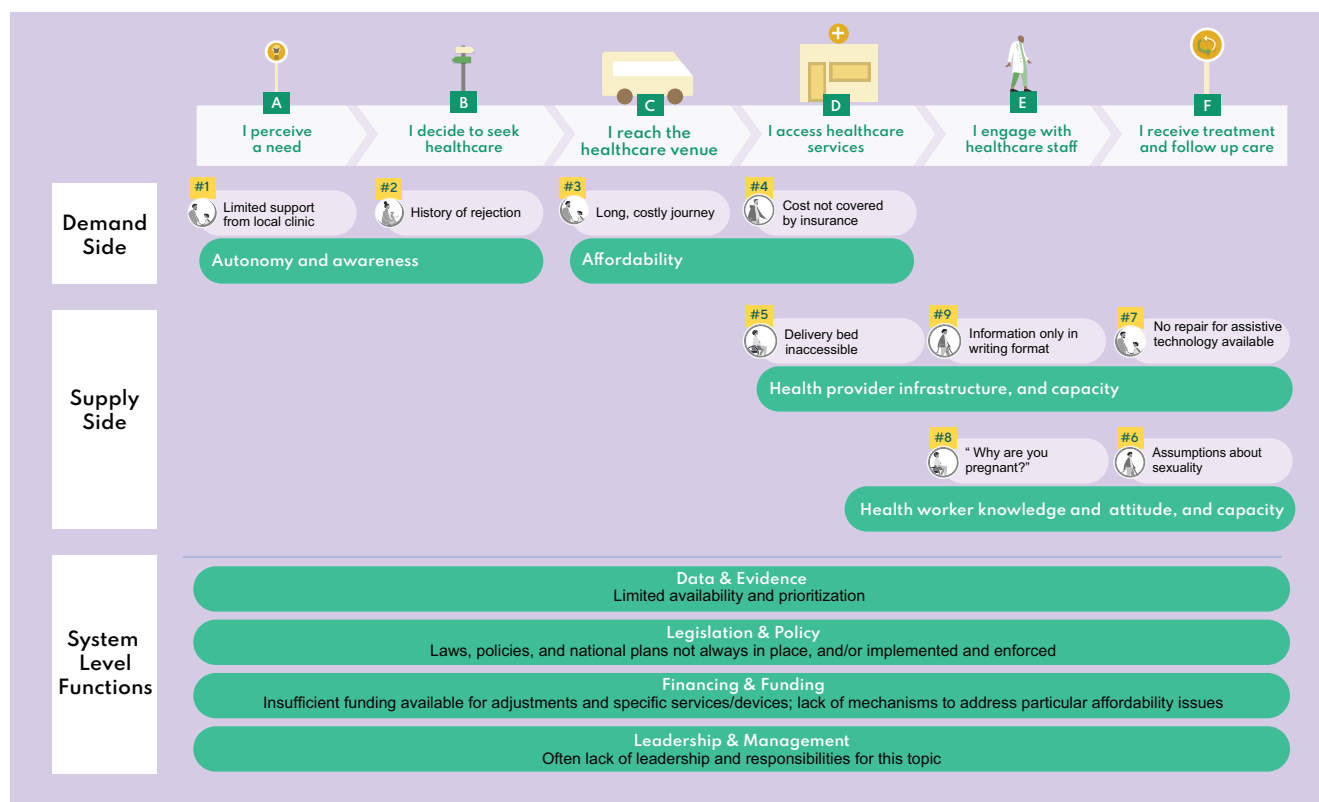 A
I perceive
a need
B
I decide to seek
healthcare
C
I reach the
healthcare venue
D
I access healthcare
services
E
I engage with
healthcare staff
F
I receive treatment
and follow up care
Demand
Side
#1
Limited support
from local clinic
#2
History of rejection
#3
Long, costly journey
#4
Cost not covered
by insurance
Autonomy and awareness
Affordability
Supply
Side
#5
Delivery bed
inaccessible
#9
Information only in
writing format
#7
No repair for assistive
technology available
Health provider infrastructure, and capacity
#8
“ Why are you
pregnant?”
#6
Assumptions about
sexuality
Health worker knowledge and attitude, and capacity
System
Level
Functions
Data & Evidence
Limited availability and prioritization
Legislation & Policy
Laws, policies, and national plans not always in place, and/or implemented and enforced
Financing & Funding
Insufficient funding available for adjustments and specific services/devices; lack of mechanisms to address particular affordability issues
Leadership & Management
Often lack of leadership and responsibilities for this topic